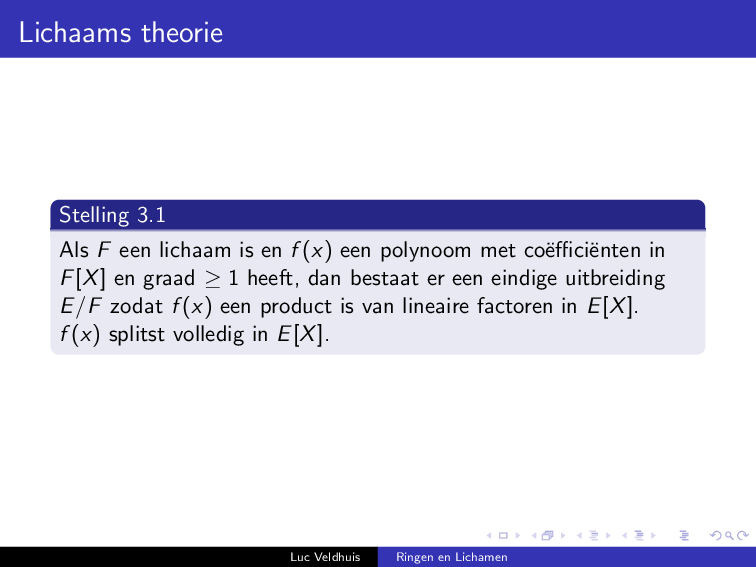 Lichaams theorie
Stelling 3.1
Als F een lichaam is en f(x) een polynoom met coëfficiënten in
F[X] en graad ≥ 1 heeft, dan bestaat er een eindige uitbreiding
E/F zodat f(x) een product is van lineaire factoren in E[X].
f(x) splitst volledig in E[X].
Luc Veldhuis
Ringen en Lichamen